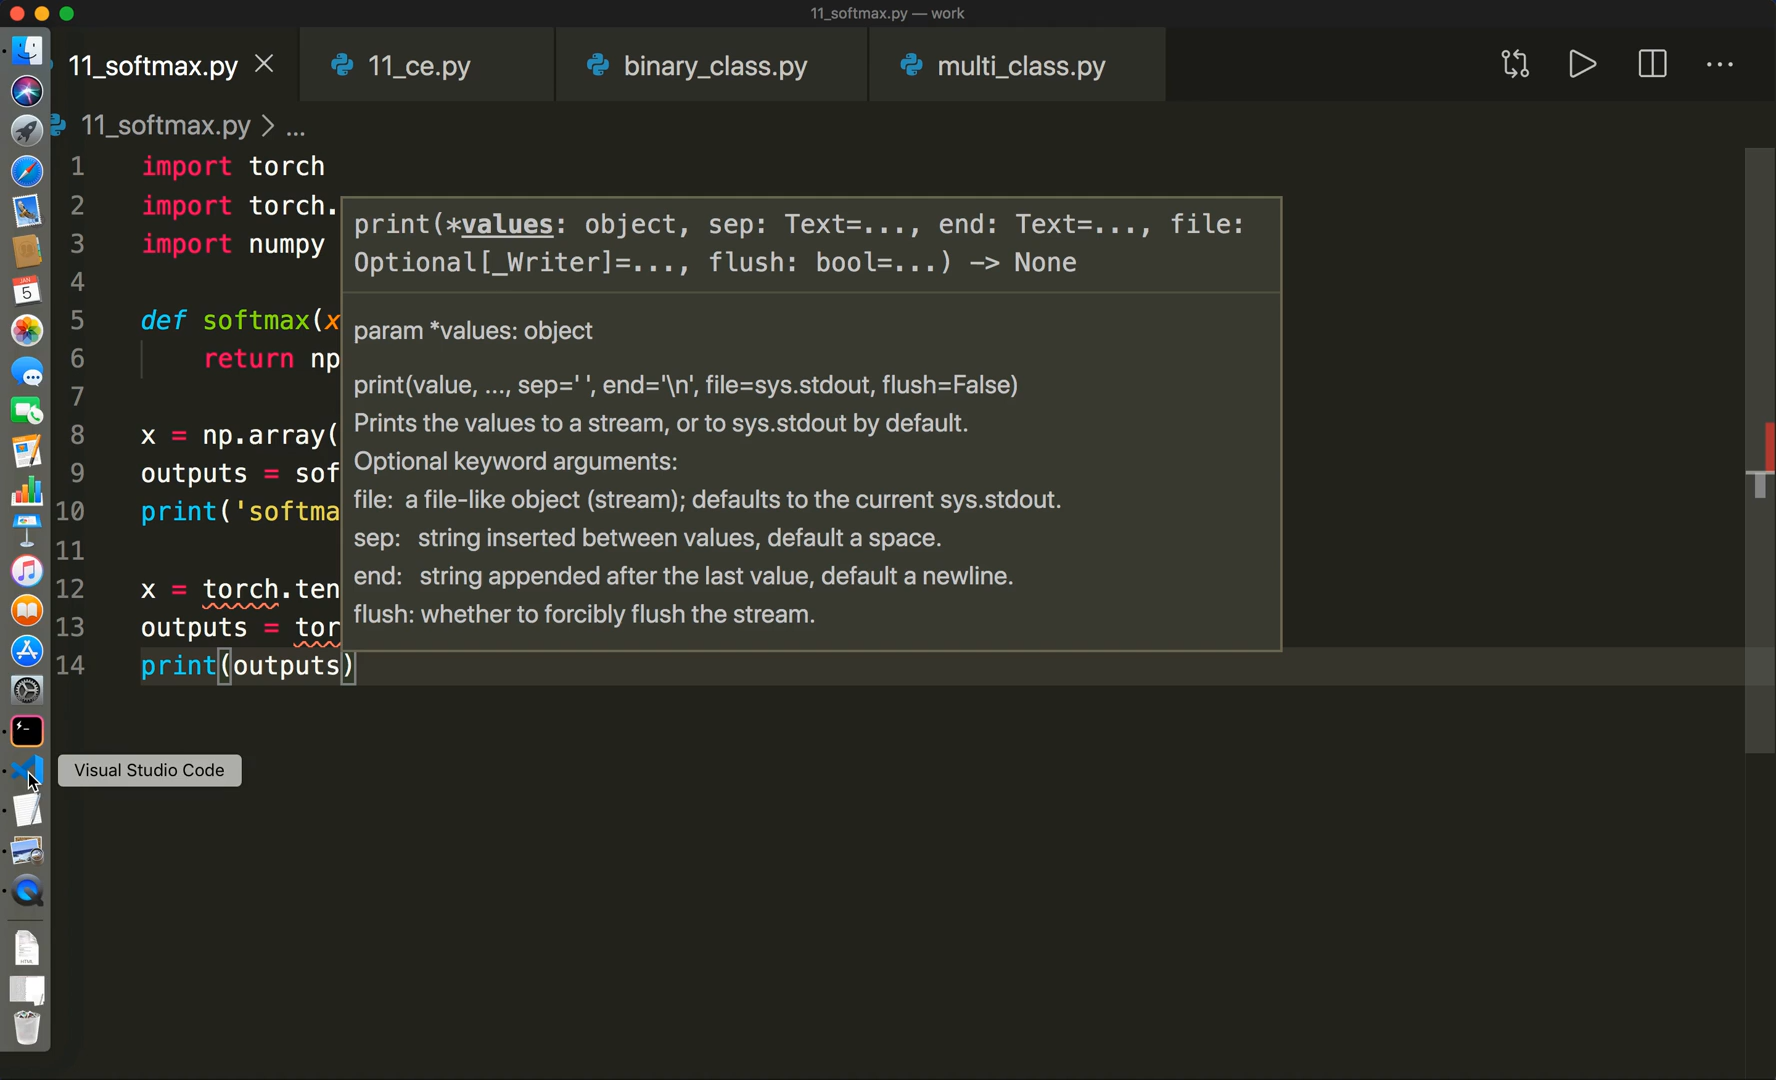 11_softmax.py — work
11_softmax.py 11_ce.py binary_class.py multi_class.py
11_softmax.py > ...
1 import torch
2 import torch.
3 import numpy
4
5 def softmax(x
6 return np
7
8 x = np.array(
9 outputs = sof
10 print('softma
11
12 x = torch.ten
13 outputs = tor
14 print(outputs)
print(*values: object, sep: Text=..., end: Text=..., file:
Optional[_Writer]=..., flush: bool=...) -> None
param *values: object
print(value, ..., sep=' ', end='\n', file=sys.stdout, flush=False)
Prints the values to a stream, or to sys.stdout by default.
Optional keyword arguments:
file: a file-like object (stream); defaults to the current sys.stdout.
sep: string inserted between values, default a space.
end: string appended after the last value, default a newline.
flush: whether to forcibly flush the stream.
JAN
5
Visual Studio Code
HTML